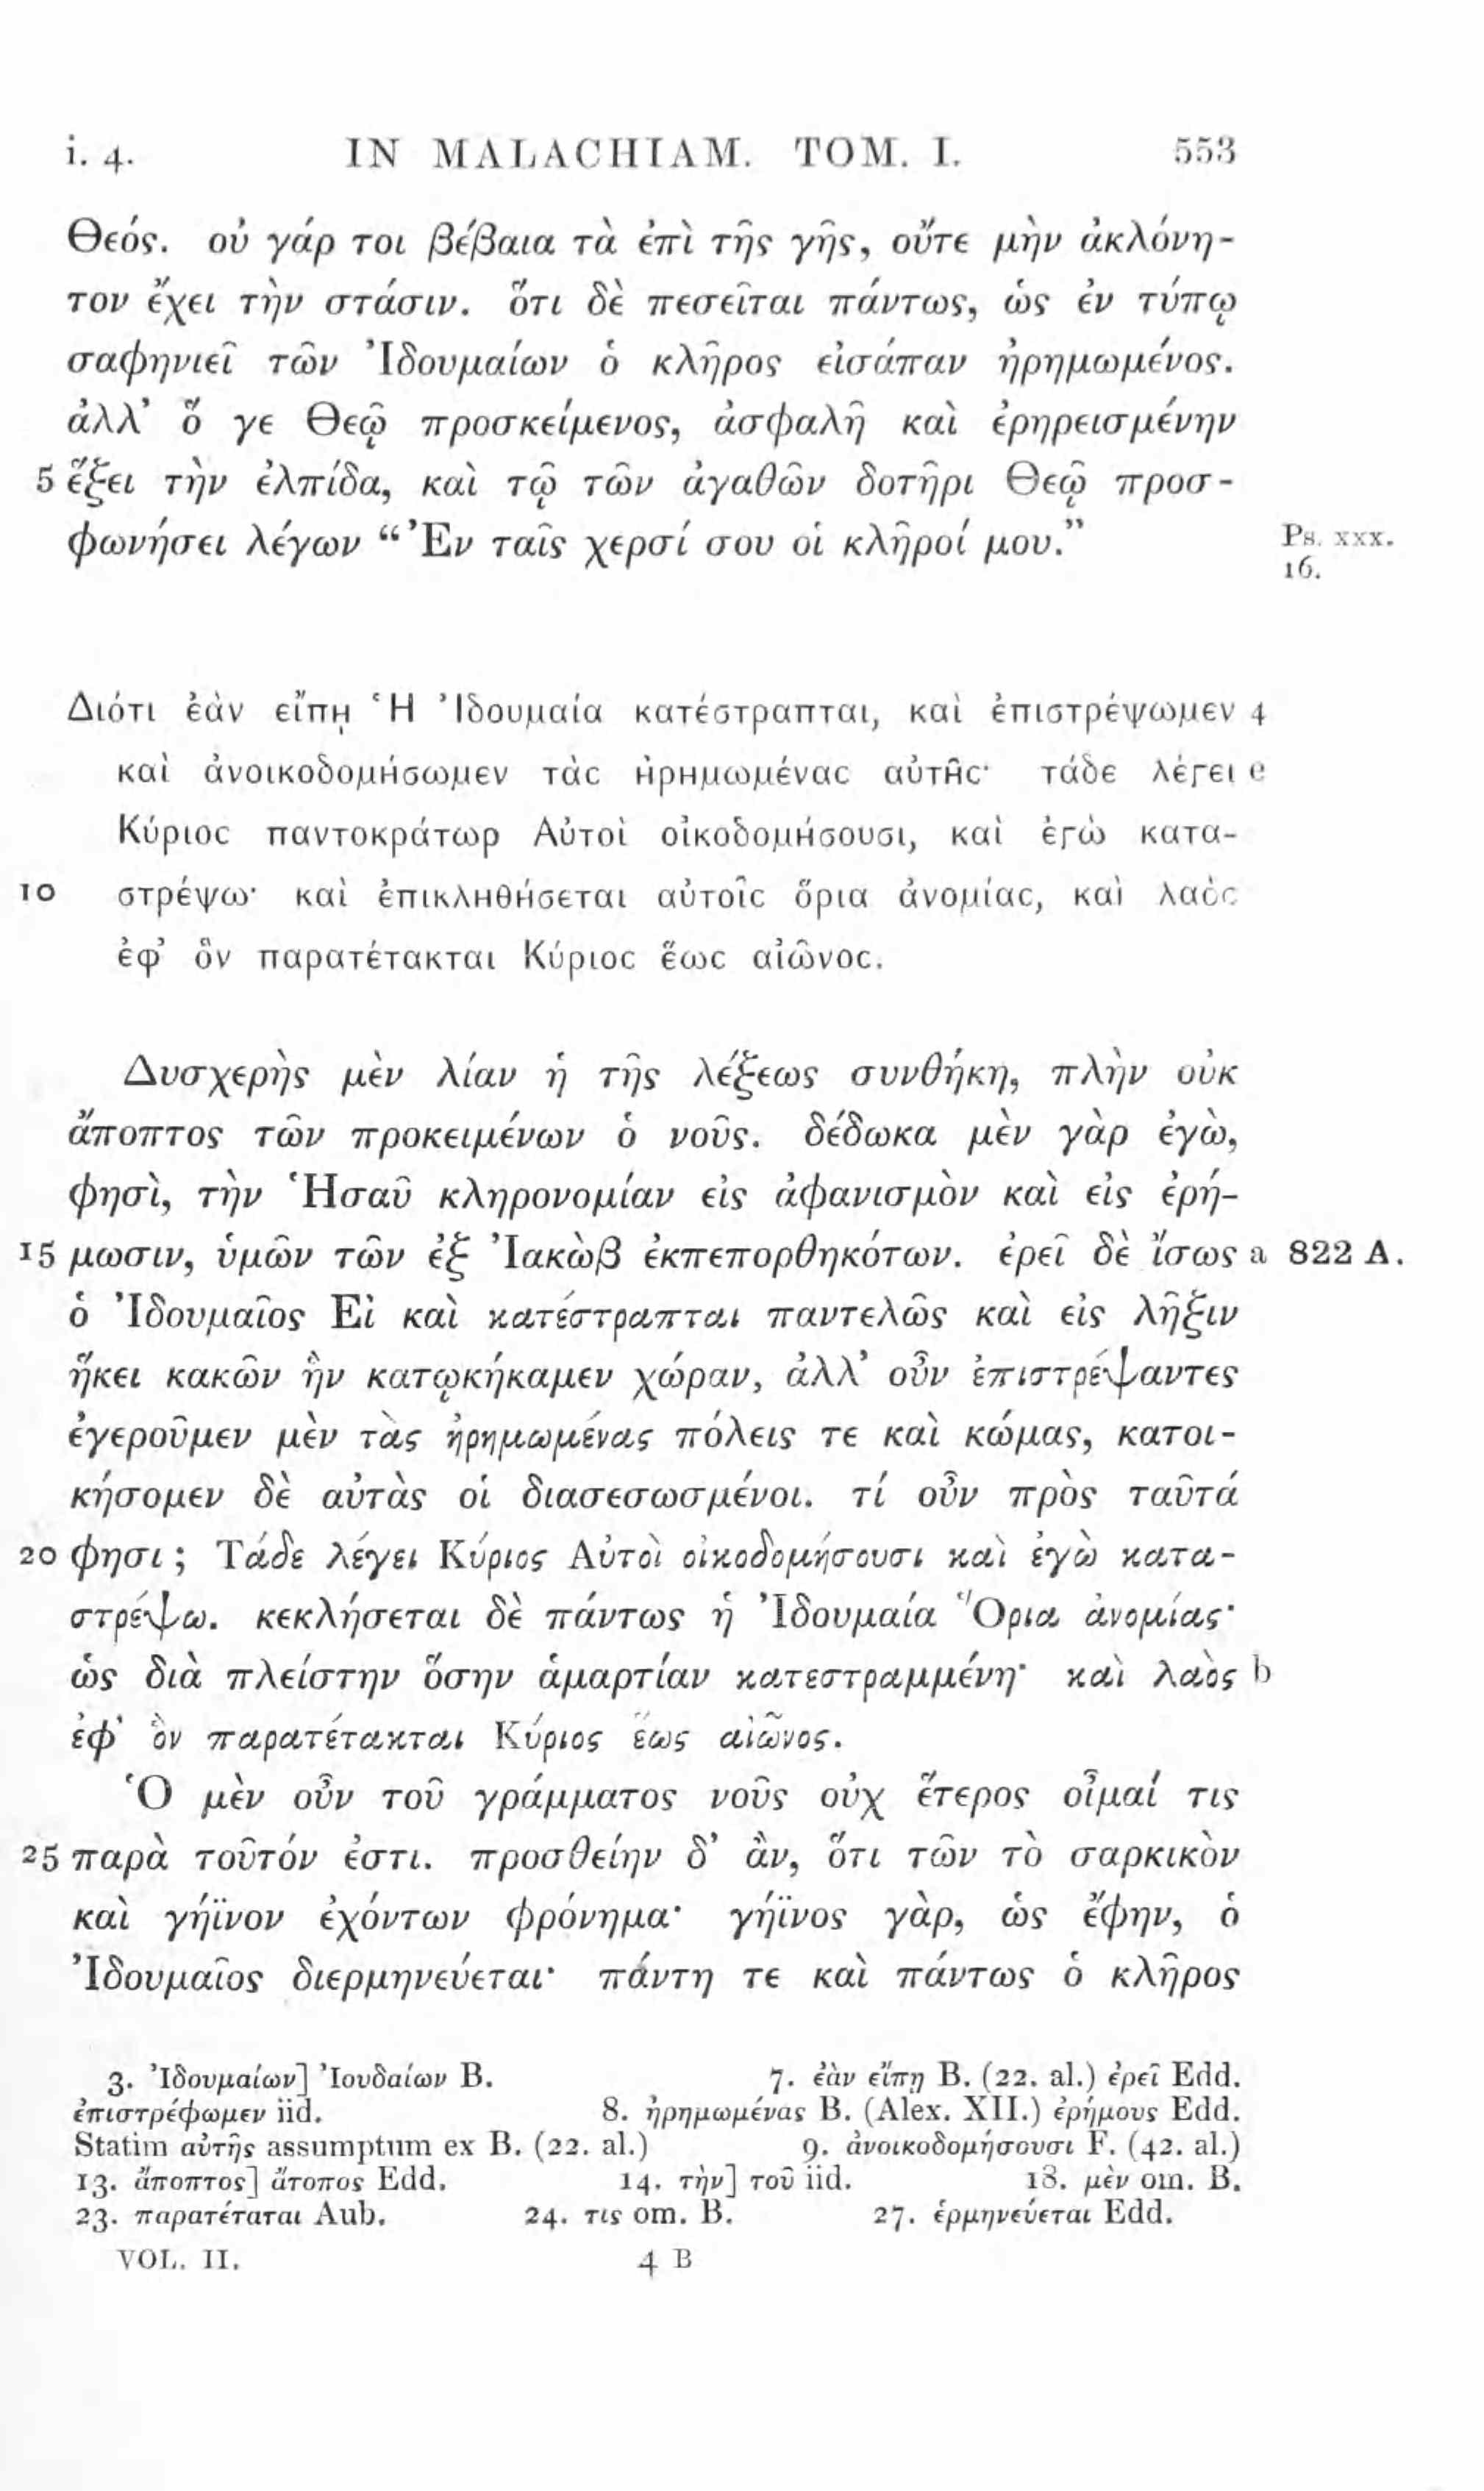 i. 4. IN MALACHIAM. TOM. I. 553
Θεός. οὐ γάρ τοι βέβαια τὰ ἐπὶ τῆς γῆς, οὔτε μὴν ἀκλόνη-
τον ἔχει τὴν στάσιν. ὅτι δὲ πεσεῖται πάντως, ὡς ἐν τύπῳ
σαφηνιεῖ τῶν Ἰδουμαίων ὁ κλῆρος εἰσάπαν ἠρημωμένος.
ἀλλ' ὅ γε Θεῷ προσκείμενος, ἀσφαλῆ καὶ ἐρηρεισμένην
5 ἕξει τὴν ἐλπίδα, καὶ τῷ τῶν ἀγαθῶν δοτῆρι Θεῷ προσ-
φωνήσει λέγων “Ἐν ταῖς χερσί σου οἱ κλῆροί μου.” Ps. xxx.
16.
Διότι ἐὰν εἴπῃ Ἡ Ἰδουμαία κατέστραπται, καὶ ἐπιστρέψωμεν 4
καὶ ἀνοικοδομήσωμεν τὰς ἠρημωμένας αὐτῆς· τάδε λέγει e
Κύριος παντοκράτωρ Αὐτοὶ οἰκοδομήσουσι, καὶ ἐγὼ κατα-
10 στρέψω· καὶ ἐπικληθήσεται αὐτοῖς ὅρια ἀνομίας, καὶ λαὸς
ἐφ' ὃν παρατέτακται Κύριος ἕως αἰῶνος.
Δυσχερὴς μὲν λίαν ἡ τῆς λέξεως συνθήκη, πλὴν οὐκ
ἄποπτος τῶν προκειμένων ὁ νοῦς. δέδωκα μὲν γὰρ ἐγὼ,
φησὶ, τὴν Ἡσαῦ κληρονομίαν εἰς ἀφανισμὸν καὶ εἰς ἐρή-
15 μωσιν, ὑμῶν τῶν ἐξ Ἰακὼβ ἐκπεπορθηκότων. ἐρεῖ δὲ ἴσως a 822 A.
ὁ Ἰδουμαῖος Εἰ καὶ κατέστραπται παντελῶς καὶ εἰς λῆξιν
ἥκει κακῶν ἣν κατῳκήκαμεν χώραν, ἀλλ' οὖν ἐπιστρέψαντες
ἐγεροῦμεν μὲν τὰς ἠρημωμένας πόλεις τε καὶ κώμας, κατοι-
κήσομεν δὲ αὐτὰς οἱ διασεσωσμένοι. τί οὖν πρὸς ταῦτά
20 φησι; Τάδε λέγει Κύριος Αὐτοὶ οἰκοδομήσουσι καὶ ἐγὼ κατα-
στρέψω. κεκλήσεται δὲ πάντως ἡ Ἰδουμαία Ὅρια ἀνομίας·
ὡς διὰ πλείστην ὅσην ἁμαρτίαν κατεστραμμένη· καὶ λαὸς b
ἐφ' ὃν παρατέτακται Κύριος ἕως αἰῶνος.
Ὁ μὲν οὖν τοῦ γράμματος νοῦς οὐχ ἕτερος οἶμαί τις
25 παρὰ τοῦτόν ἐστι. προσθείην δ' ἂν, ὅτι τῶν τὸ σαρκικὸν
καὶ γήϊνον ἐχόντων φρόνημα· γήϊνος γὰρ, ὡς ἔφην, ὁ
Ἰδουμαῖος διερμηνεύεται· πάντη τε καὶ πάντως ὁ κλῆρος
3. Ἰδουμαίων] Ἰουδαίων B. 7. ἐὰν εἴπῃ B. (22. al.) ἐρεῖ Edd.
ἐπιστρέφωμεν iid. 8. ἠρημωμένας B. (Alex. XII.) ἐρήμους Edd.
Statim αὐτῆς assumptum ex B. (22. al.) 9. ἀνοικοδομήσουσι F. (42. al.)
13. ἄποπτος] ἄτοπος Edd. 14. τὴν] τοῦ iid. 18. μὲν om. B.
23. παρατέταται Aub. 24. τις om. B. 27. ἑρμηνεύεται Edd.
VOL. II. 4 B